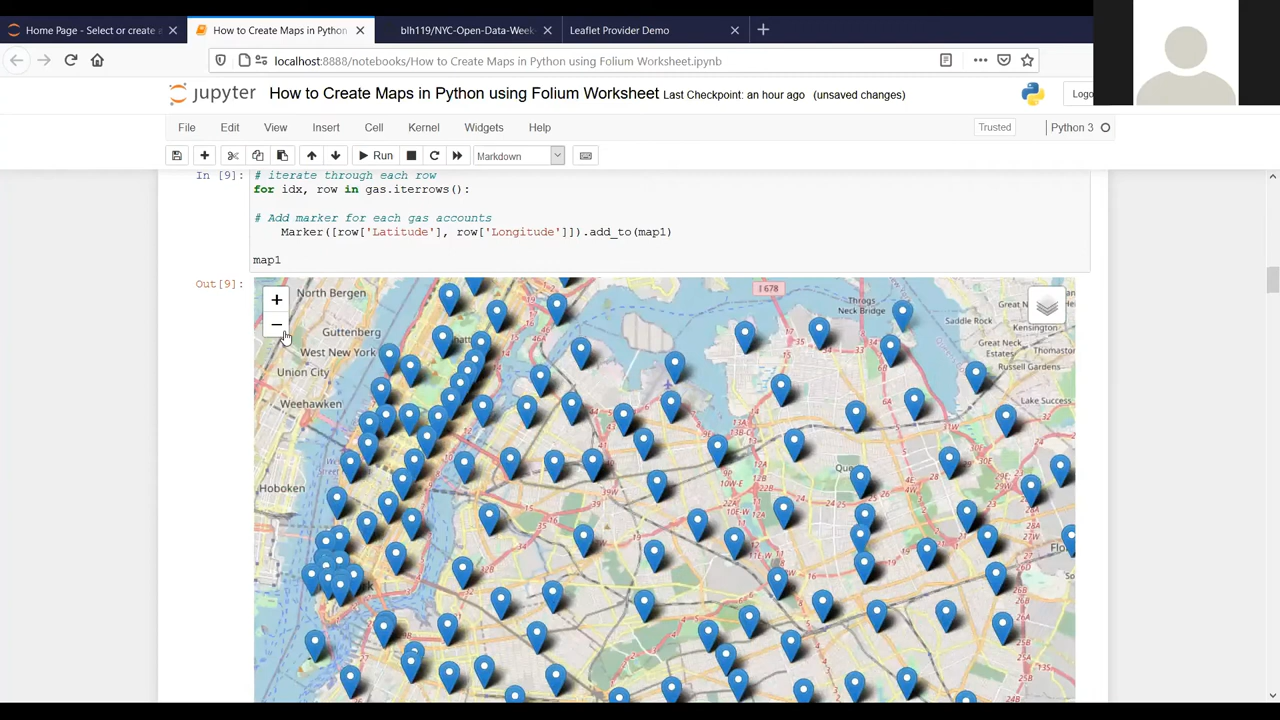 Home Page - Select or create a
How to Create Maps in Python
blh119/NYC-Open-Data-Week
Leaflet Provider Demo
localhost:8888/notebooks/How to Create Maps in Python using Folium Worksheet.ipynb
jupyter How to Create Maps in Python using Folium Worksheet Last Checkpoint: an hour ago (unsaved changes)
Logo
File Edit View Insert Cell Kernel Widgets Help
Trusted
Python 3
Run
Markdown
In [9]:
# iterate through each row
for idx, row in gas.iterrows():
# Add marker for each gas accounts
Marker([row['Latitude'], row['Longitude']]).add_to(map1)
map1
Out[9]:
+
−
North Bergen
I 678
Throgs
Neck Bridge
Saddle Rock
Great Ne
Kensington
Guttenberg
West New York
Great Neck
Estates
Thomaston
Russell Gardens
Union City
Weehawken
Lake Success
Hoboken
Que
Flo